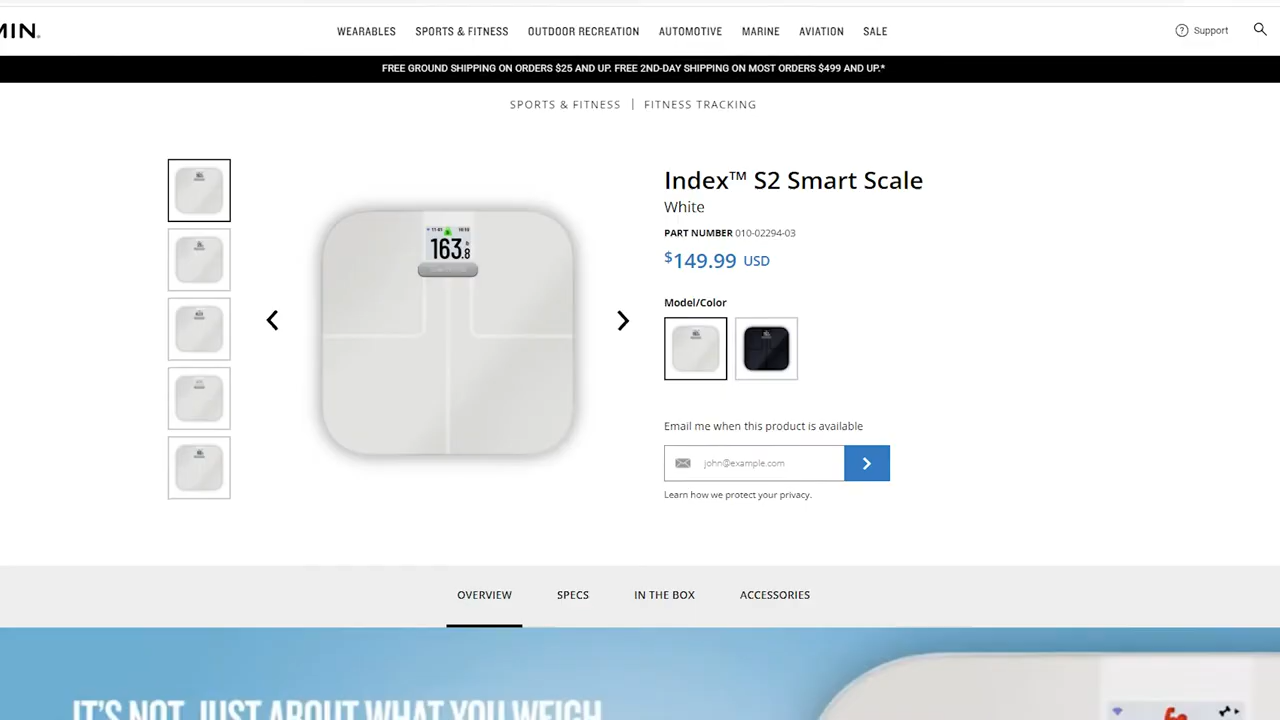 MIN.
WEARABLES SPORTS & FITNESS OUTDOOR RECREATION AUTOMOTIVE MARINE AVIATION SALE
Support
FREE GROUND SHIPPING ON ORDERS $25 AND UP. FREE 2ND-DAY SHIPPING ON MOST ORDERS $499 AND UP.*
SPORTS & FITNESS | FITNESS TRACKING
Index™ S2 Smart Scale
White
PART NUMBER 010-02294-03
$149.99 USD
163.8
Model/Color
Email me when this product is available
john@example.com
Learn how we protect your privacy.
OVERVIEW SPECS IN THE BOX ACCESSORIES
IT'S NOT JUST ABOUT WHAT YOU WEIGH